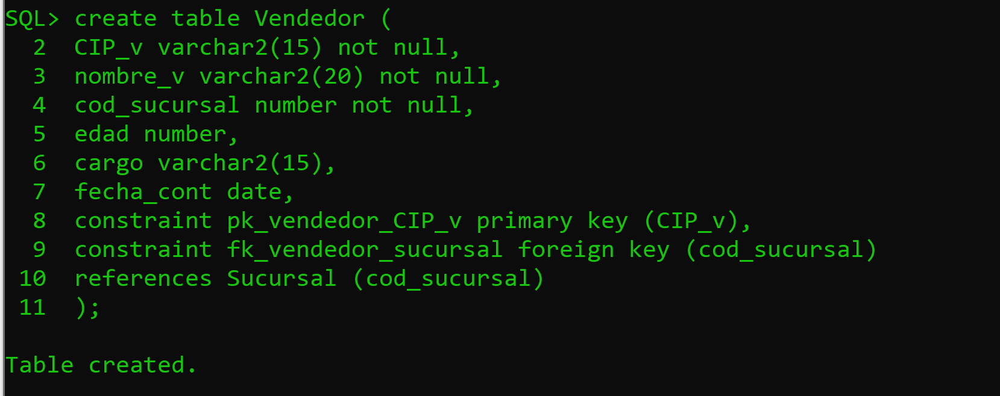 SQL> create table Vendedor (
  2  CIP_v varchar2(15) not null,
  3  nombre_v varchar2(20) not null,
  4  cod_sucursal number not null,
  5  edad number,
  6  cargo varchar2(15),
  7  fecha_cont date,
  8  constraint pk_vendedor_CIP_v primary key (CIP_v),
  9  constraint fk_vendedor_sucursal foreign key (cod_sucursal)
 10  references Sucursal (cod_sucursal)
 11  );
Table created.